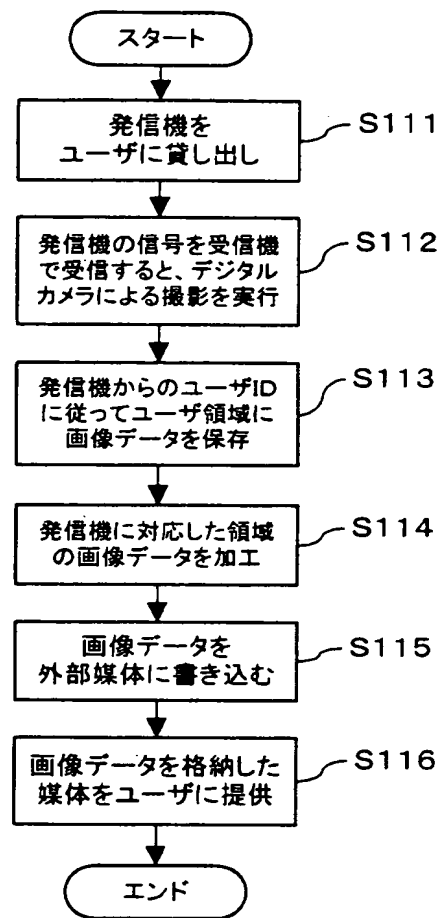 スタート
発信機を
ユーザに貸し出し
S111
発信機の信号を受信機
で受信すると、デジタル
カメラによる撮影を実行
S112
発信機からのユーザID
に従ってユーザ領域に
画像データを保存
S113
発信機に対応した領域
の画像データを加工
S114
画像データを
外部媒体に書き込む
S115
画像データを格納した
媒体をユーザに提供
S116
エンド